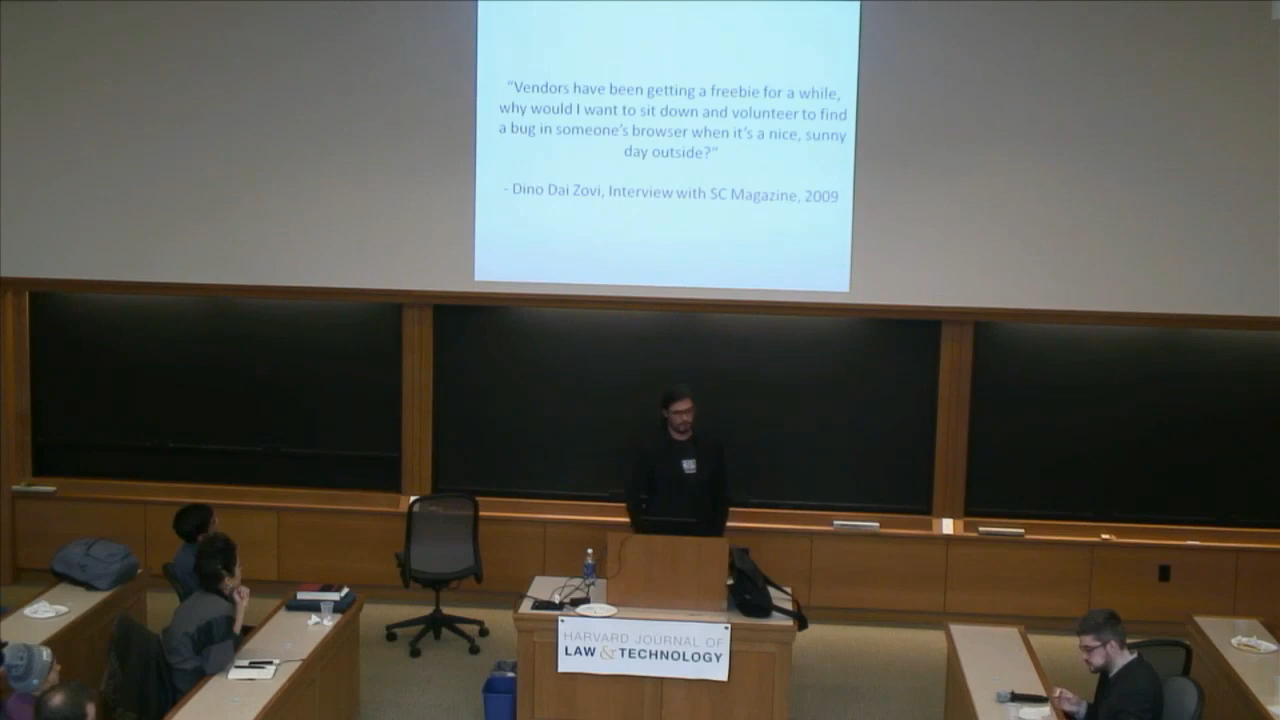 “Vendors have been getting a freebie for a while,
why would I want to sit down and volunteer to find
a bug in someone’s browser when it’s a nice, sunny
day outside?”
- Dino Dai Zovi, Interview with SC Magazine, 2009
HARVARD JOURNAL OF
LAW & TECHNOLOGY